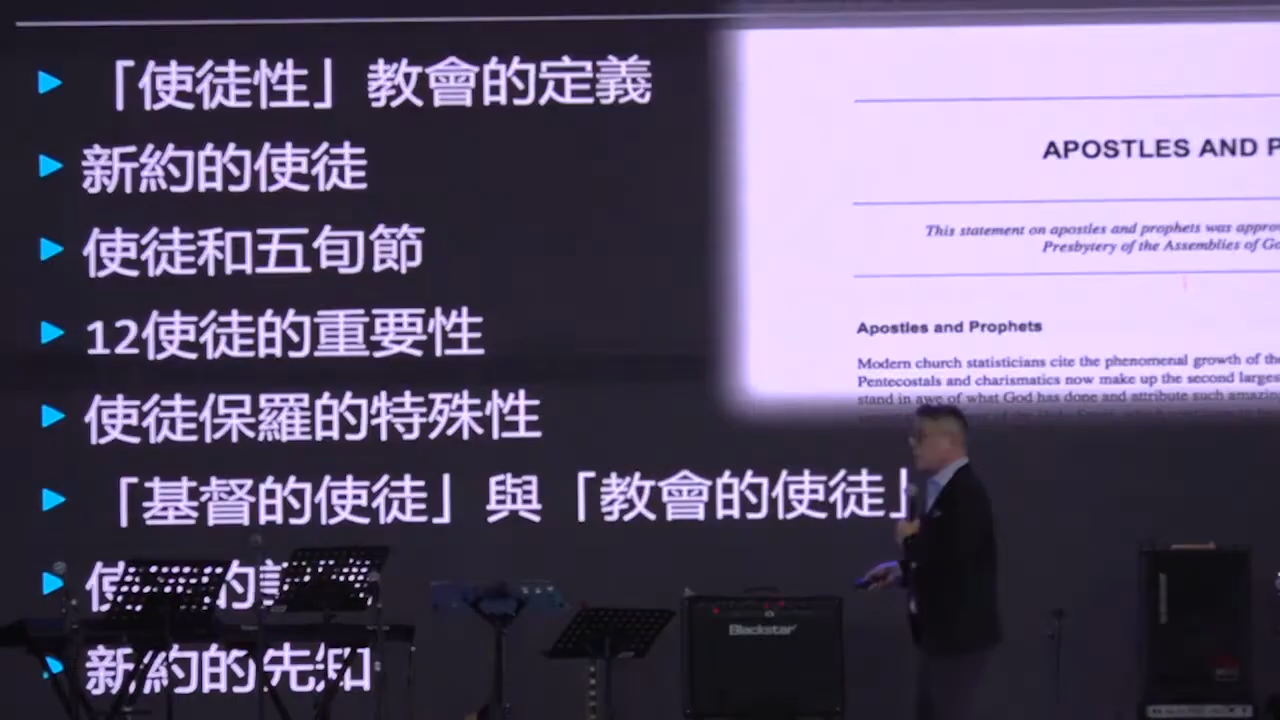 「使徒性」教會的定義
新約的使徒
使徒和五旬節
12使徒的重要性
使徒保羅的特殊性
「基督的使徒」與「教會的使徒」
使 的
新約的先知
APOSTLES AND
This statement on apostles and prophets was
Presbytery of the Assemblies of
Apostles and Prophets
Modern church statisticians cite the phenomenal growth of the
Pentecostals and charismatics now make up the second
stand in awe of what God has done and attribute such
Blackstar